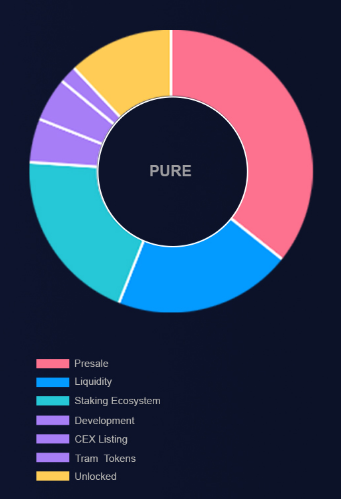 PURE
Presale
Liquidity
Staking Ecosystem
Development
CEX Listing
Tram Tokens
Unlocked